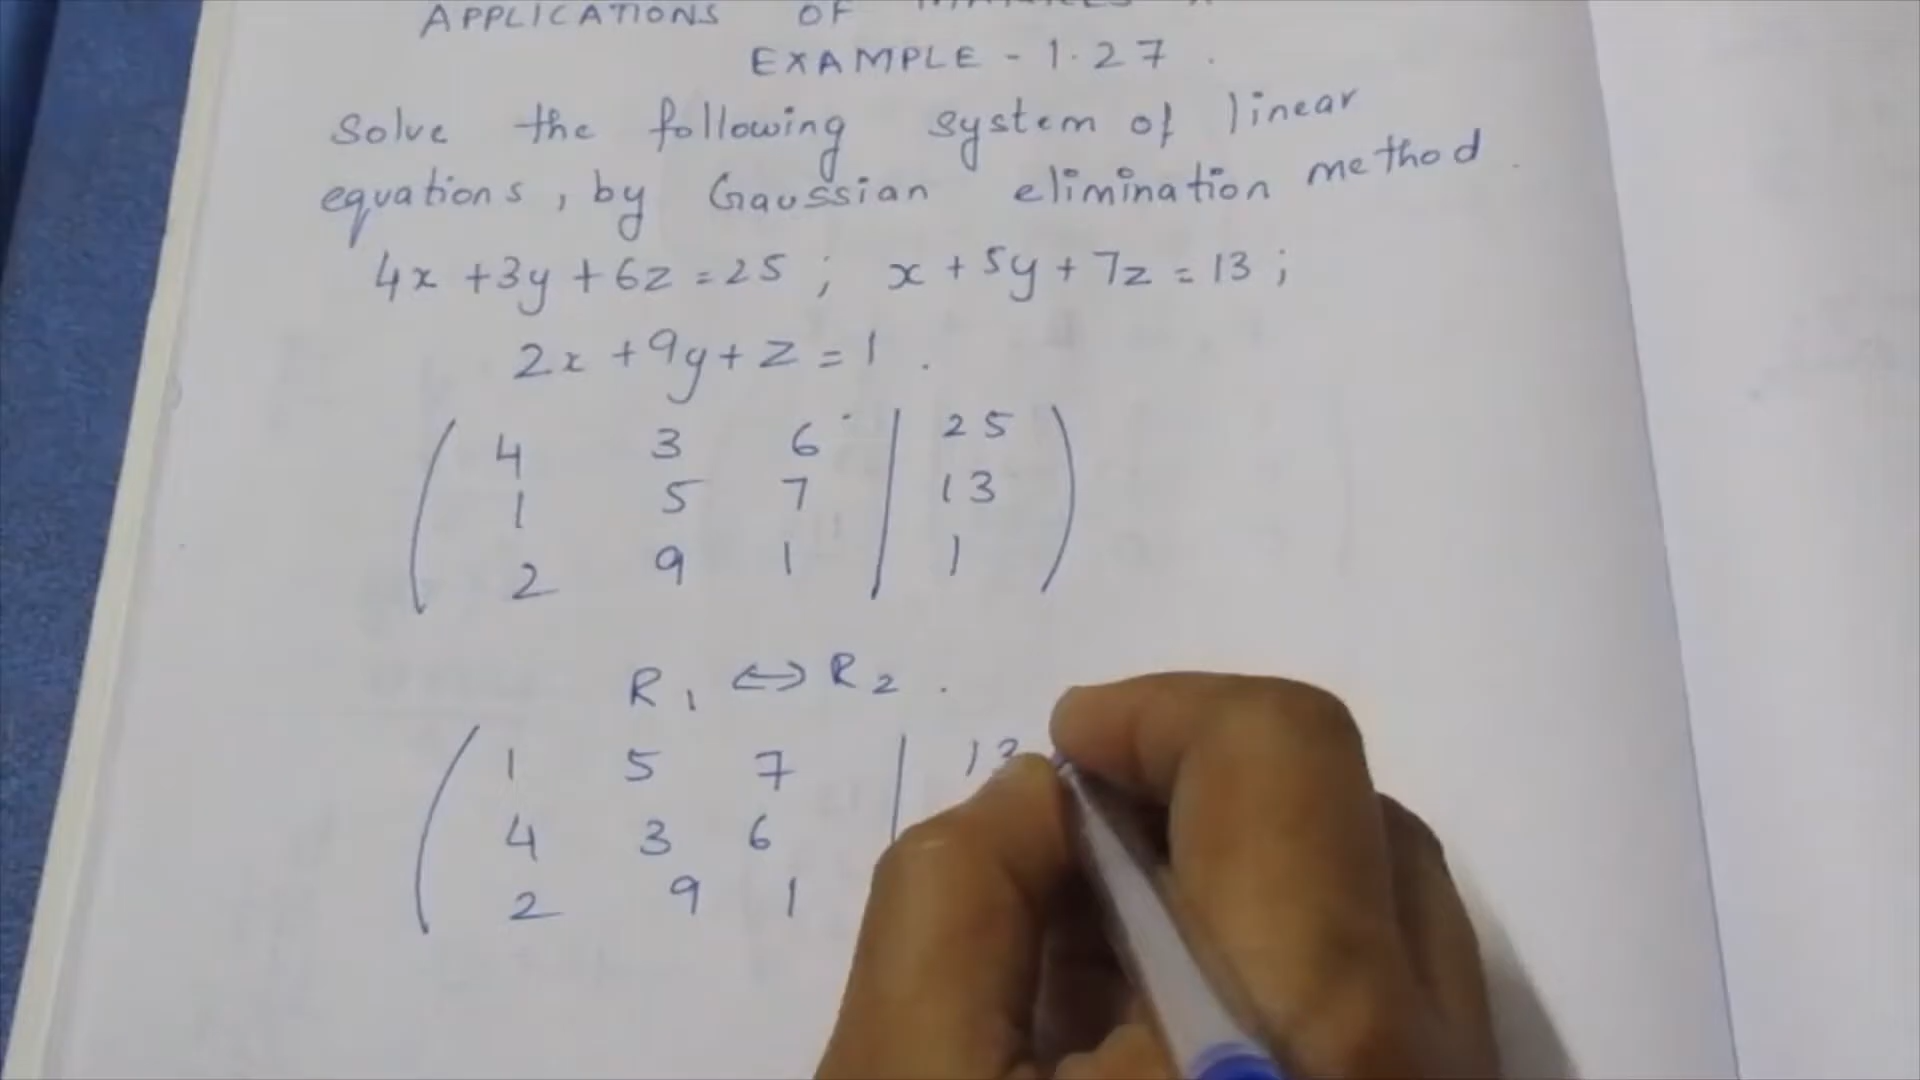 APPLICATIONS OF
EXAMPLE - 1.27.
Solve the following system of linear
equations, by Gaussian elimination method.
4x +3y + 6z = 25 ; x + 5y + 7z = 13 ;
2x + 9y + z = 1 .
4 3 6 | 25
1 5 7 | 13
2 9 1 | 1
R1 ⇔ R2 .
1 5 7 | 13
4 3 6
2 9 1